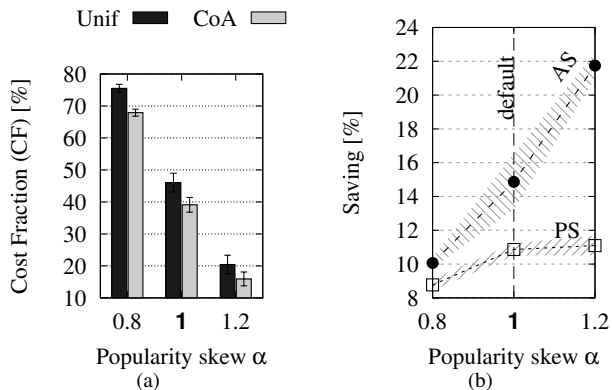 Unif CoA
Cost Fraction (CF) [%]
80
70
60
50
40
30
20
10
0.8 1 1.2
Popularity skew α
(a)
Saving [%]
22
20
18
16
14
12
10
8
default
AS
PS
0.8 1 1.2
Popularity skew α
(b)